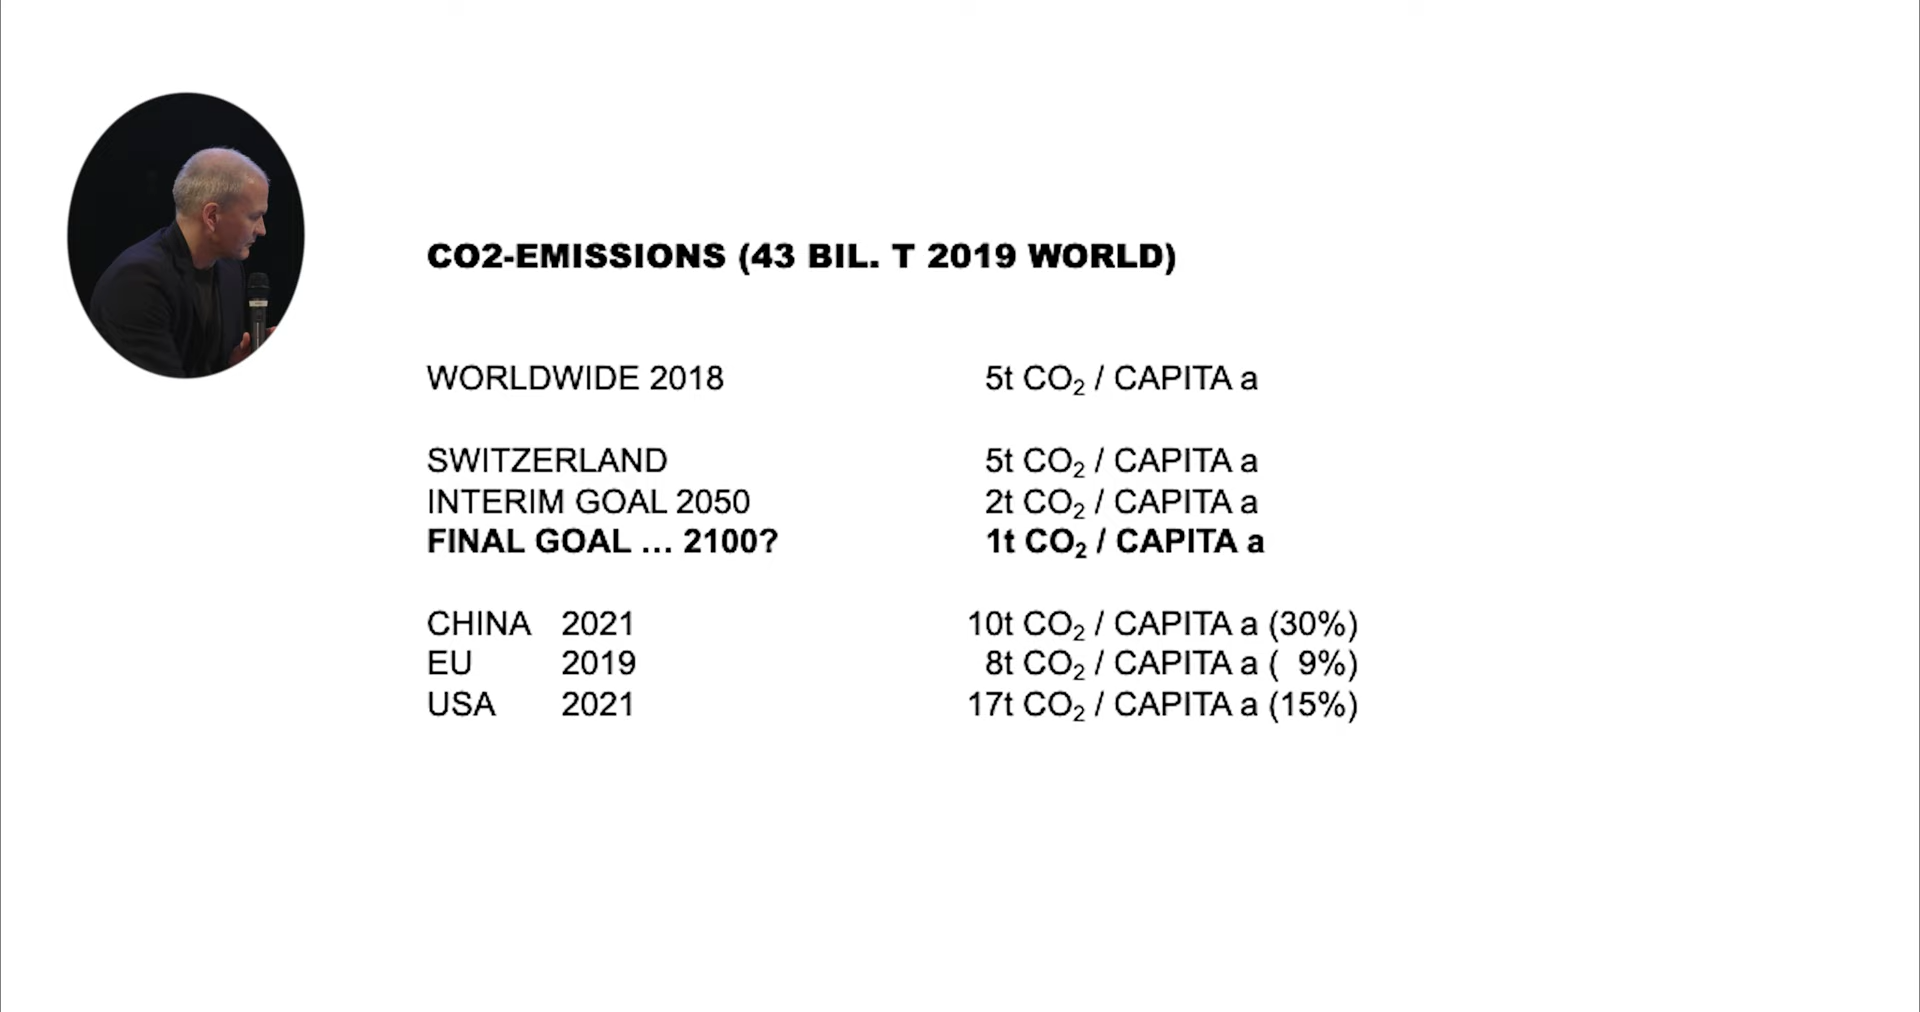 CO2-EMISSIONS (43 BIL. T 2019 WORLD)
WORLDWIDE 2018 5t CO₂ / CAPITA a
SWITZERLAND 5t CO₂ / CAPITA a
INTERIM GOAL 2050 2t CO₂ / CAPITA a
FINAL GOAL ... 2100? 1t CO₂ / CAPITA a
CHINA 2021 10t CO₂ / CAPITA a (30%)
EU 2019 8t CO₂ / CAPITA a ( 9%)
USA 2021 17t CO₂ / CAPITA a (15%)